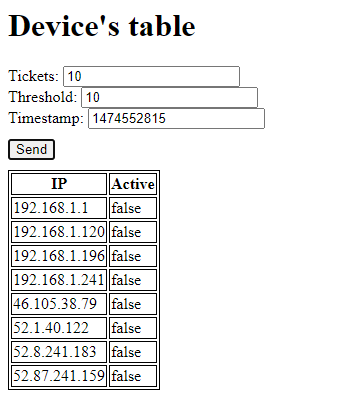 Device's table
Tickets: 10
Threshold: 10
Timestamp: 1474552815
Send
IP Active
192.168.1.1 false
192.168.1.120 false
192.168.1.196 false
192.168.1.241 false
46.105.38.79 false
52.1.40.122 false
52.8.241.183 false
52.87.241.159 false